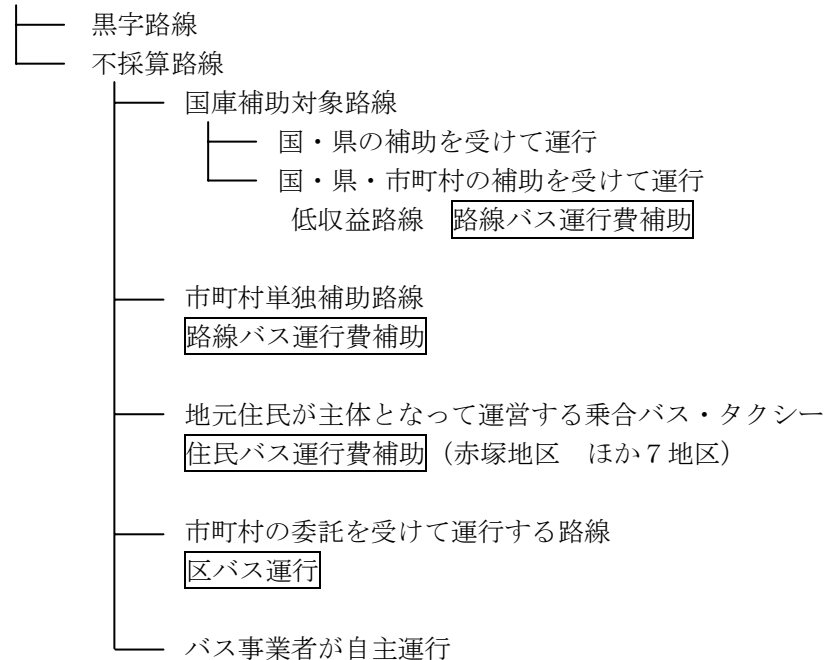 黒字路線
不採算路線
国庫補助対象路線
国・県の補助を受けて運行
国・県・市町村の補助を受けて運行
低収益路線　路線バス運行費補助
市町村単独補助路線
路線バス運行費補助
地元住民が主体となって運営する乗合バス・タクシー
住民バス運行費補助（赤塚地区　ほか７地区）
市町村の委託を受けて運行する路線
区バス運行
バス事業者が自主運行